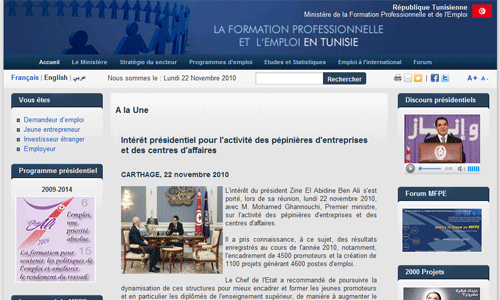 République Tunisienne
Ministère de la Formation Professionnelle et de l'Emploi
LA FORMATION PROFESSIONNELLE
ET L'EMPLOI EN TUNISIE
Accueil Le Ministère Stratégie du secteur Programmes d'emploi Etudes et Statistiques Emploi à l'international Forum
Français | English | عربي
Nous sommes le : Lundi 22 Novembre 2010
Rechercher
A+ A-
Vous êtes
Demandeur d'emploi
Jeune entrepreneur
Investisseur étranger
Employeur
Programme présidentiel
2009-2014
6
l'emploi,
une
priorité
absolue.
2009
15
La formation pour
soutenir les politiques
de l'emploi et améliorer
le rendement du travail
A la Une
Intérêt présidentiel pour l'activité des pépinières d'entreprises
et des centres d'affaires
CARTHAGE, 22 novembre 2010
L'intérêt du président Zine El Abidine Ben Ali s'est
porté, lors de sa réunion, lundi 22 novembre 2010,
avec M. Mohamed Ghannouchi, Premier ministre,
sur l'activité des pépinières d'entreprises et des
centres d'affaires.
Il a pris connaissance, à ce sujet, des résultats
enregistrés au cours de l'année 2010, notamment,
l'encadrement de 4500 promoteurs et la création de
1100 projets générant 4600 postes d'emploi.
Le Chef de l'Etat a recommandé de poursuivre la
dynamisation de ces structures pour mieux encadrer et former les jeunes promoteurs
et en particulier les diplômés de l'enseignement supérieur, de manière à augmenter le
Discours présidentiels
Forum MFPE
2000 Projets